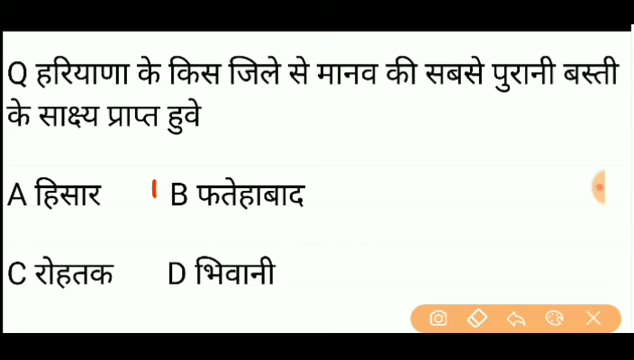 Q हरियाणा के किस जिले से मानव की सबसे पुरानी बस्ती
के साक्ष्य प्राप्त हुवे
A हिसार B फतेहाबाद
C रोहतक D भिवानी